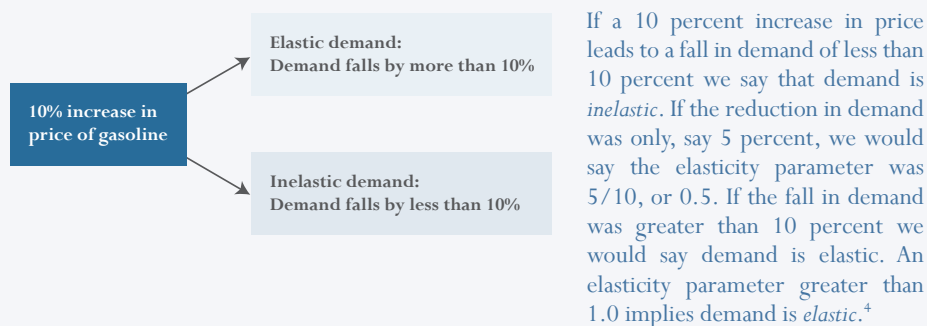 10% increase in
price of gasoline
Elastic demand:
Demand falls by more than 10%
Inelastic demand:
Demand falls by less than 10%
If a 10 percent increase in price
leads to a fall in demand of less than
10 percent we say that demand is
inelastic. If the reduction in demand
was only, say 5 percent, we would
say the elasticity parameter was
5/10, or 0.5. If the fall in demand
was greater than 10 percent we
would say demand is elastic. An
elasticity parameter greater than
1.0 implies demand is elastic.⁴